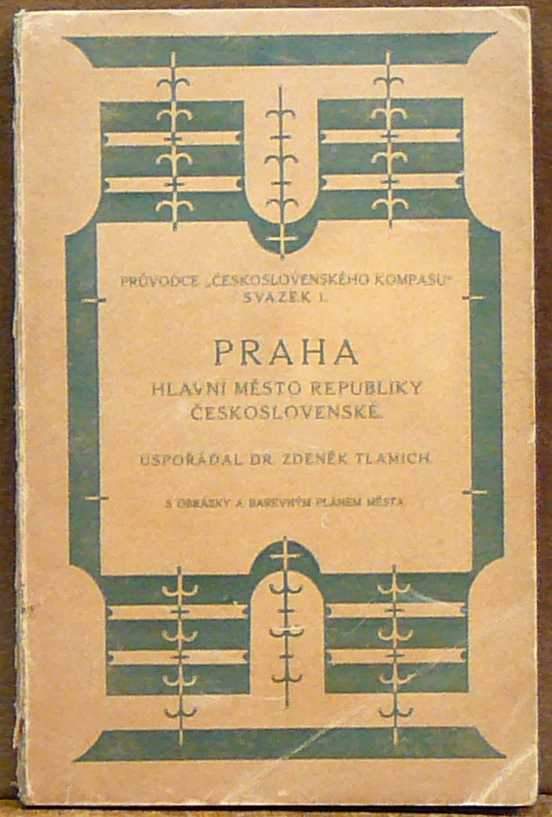 PRŮVODCE „ČESKOSLOVENSKÉHO KOMPASU“
SVAZEK I.
PRAHA
HLAVNÍ MĚSTO REPUBLIKY
ČESKOSLOVENSKÉ.
USPOŘÁDAL DR. ZDENĚK TLAMICH.
S OBRÁZKY A BAREVNÝM PLÁNEM MĚSTA